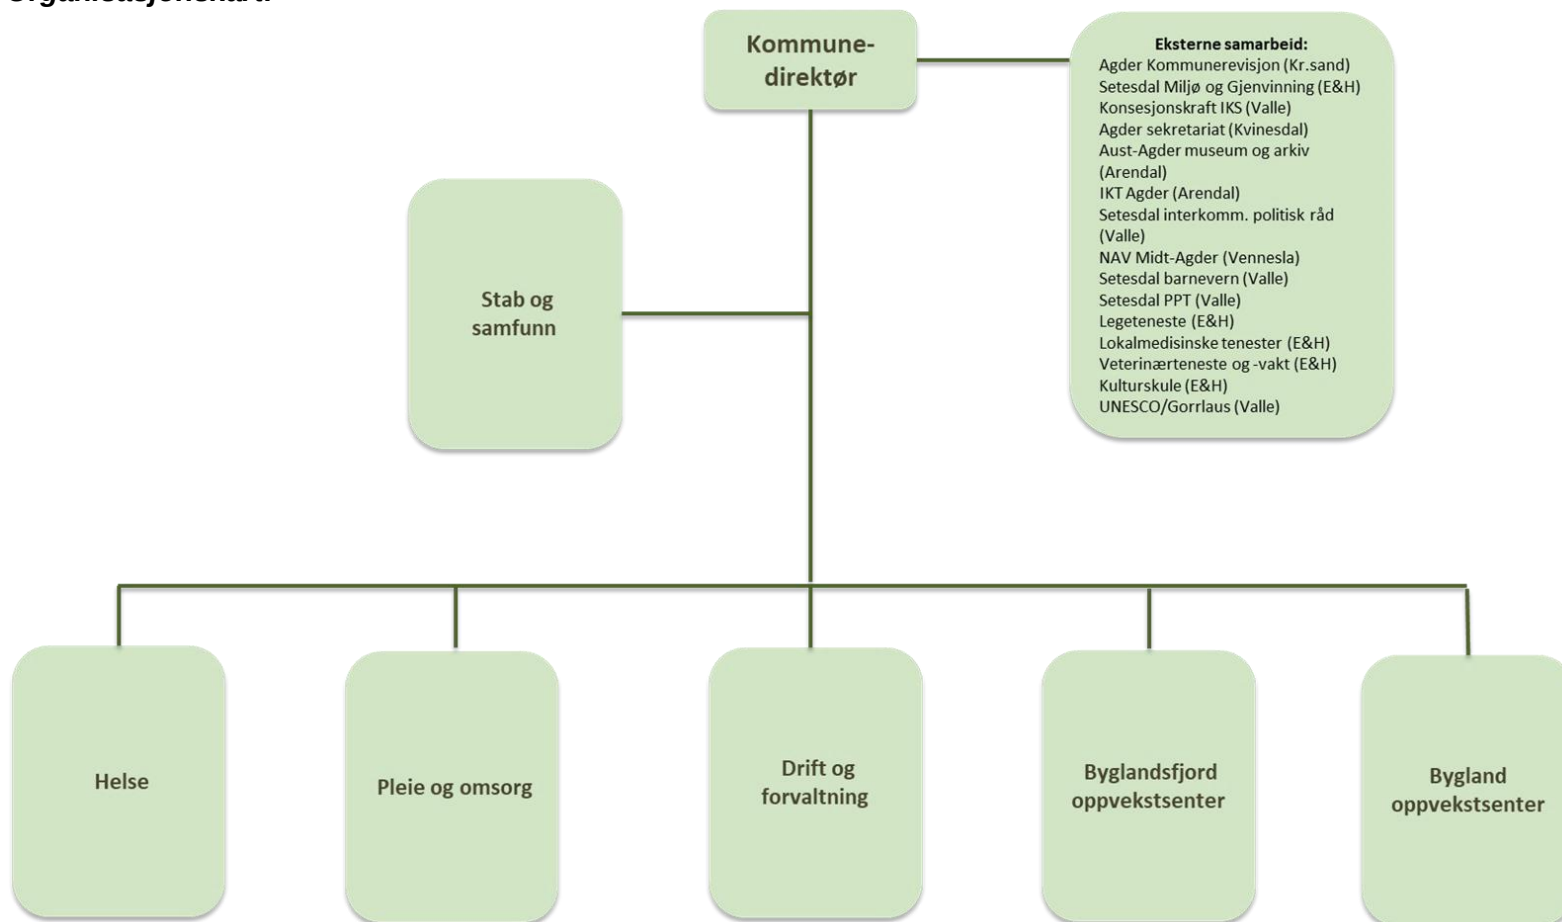 Organisasjonskart:
Kommune-
direktør
Eksterne samarbeid:
Agder Kommunerevisjon (Kr.sand)
Setesdal Miljø og Gjenvinning (E&H)
Konsesjonskraft IKS (Valle)
Agder sekretariat (Kvinesdal)
Aust-Agder museum og arkiv
(Arendal)
IKT Agder (Arendal)
Setesdal interkomm. politisk råd
(Valle)
NAV Midt-Agder (Vennesla)
Setesdal barnevern (Valle)
Setesdal PPT (Valle)
Legeteneste (E&H)
Lokalmedisinske tenester (E&H)
Veterinærteneste og -vakt (E&H)
Kulturskule (E&H)
UNESCO/Gorrlaus (Valle)
Stab og
samfunn
Helse
Pleie og omsorg
Drift og
forvaltning
Byglandsfjord
oppvekstsenter
Bygland
oppvekstsenter